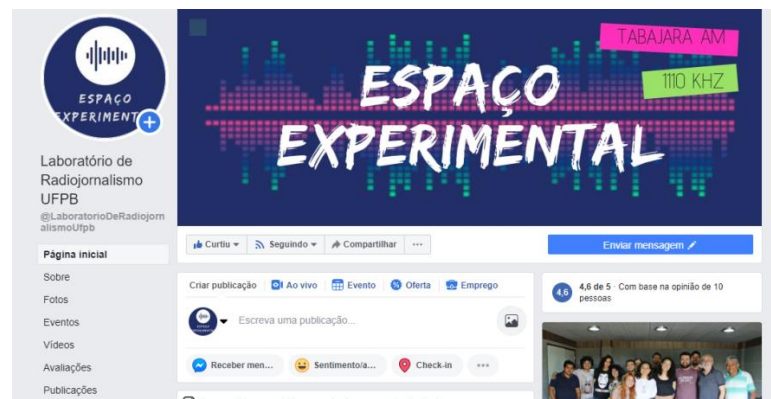 ESPAÇO
EXPERIMENT
Laboratório de
Radiojornalismo
UFPB
@LaboratorioDeRadiojorn
alismoUfpb
Página inicial
Sobre
Fotos
Eventos
Vídeos
Avaliações
Publicações
TABAJARA AM
1110 KHZ
ESPAÇO
EXPERIMENTAL
Curtiu
Seguindo
Compartilhar
Enviar mensagem
Criar publicação
Ao vivo
Evento
Oferta
Emprego
Escreva uma publicação...
Receber men...
Sentimento/a...
Check-in
4,6
4,6 de 5 · Com base na opinião de 10
pessoas